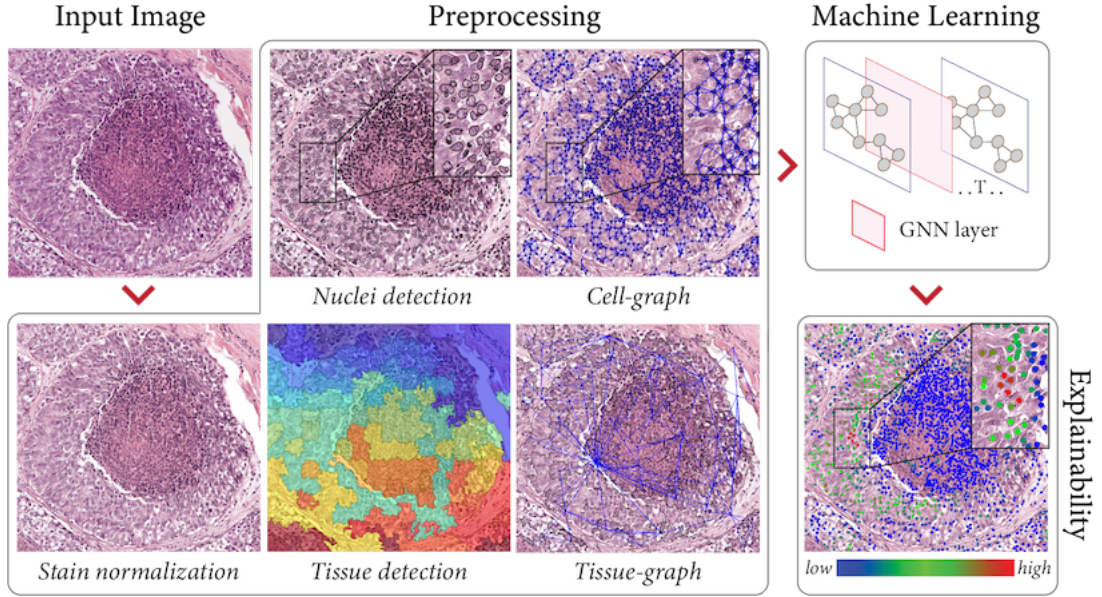 Input Image
Preprocessing
Machine Learning
Nuclei detection
Cell-graph
. . T . .
GNN layer
Stain normalization
Tissue detection
Tissue-graph
low
high
Explainability